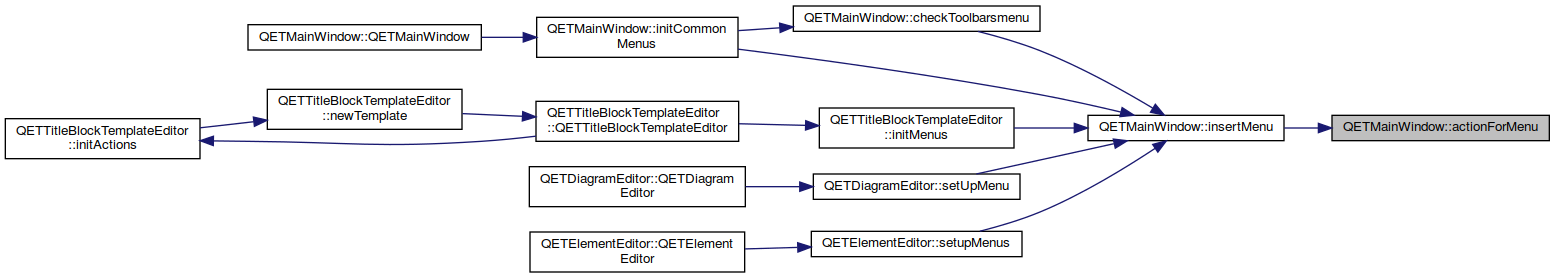 QETMainWindow::checkToolbarsmenu
QETMainWindow::QETMainWindow
QETMainWindow::initCommon
Menus
QETTitleBlockTemplateEditor
::newTemplate
QETTitleBlockTemplateEditor
::QETTitleBlockTemplateEditor
QETTitleBlockTemplateEditor
::initMenus
QETMainWindow::insertMenu
QETMainWindow::actionForMenu
QETTitleBlockTemplateEditor
::initActions
QETDiagramEditor::QETDiagram
Editor
QETDiagramEditor::setUpMenu
QETElementEditor::QETElement
Editor
QETElementEditor::setupMenus